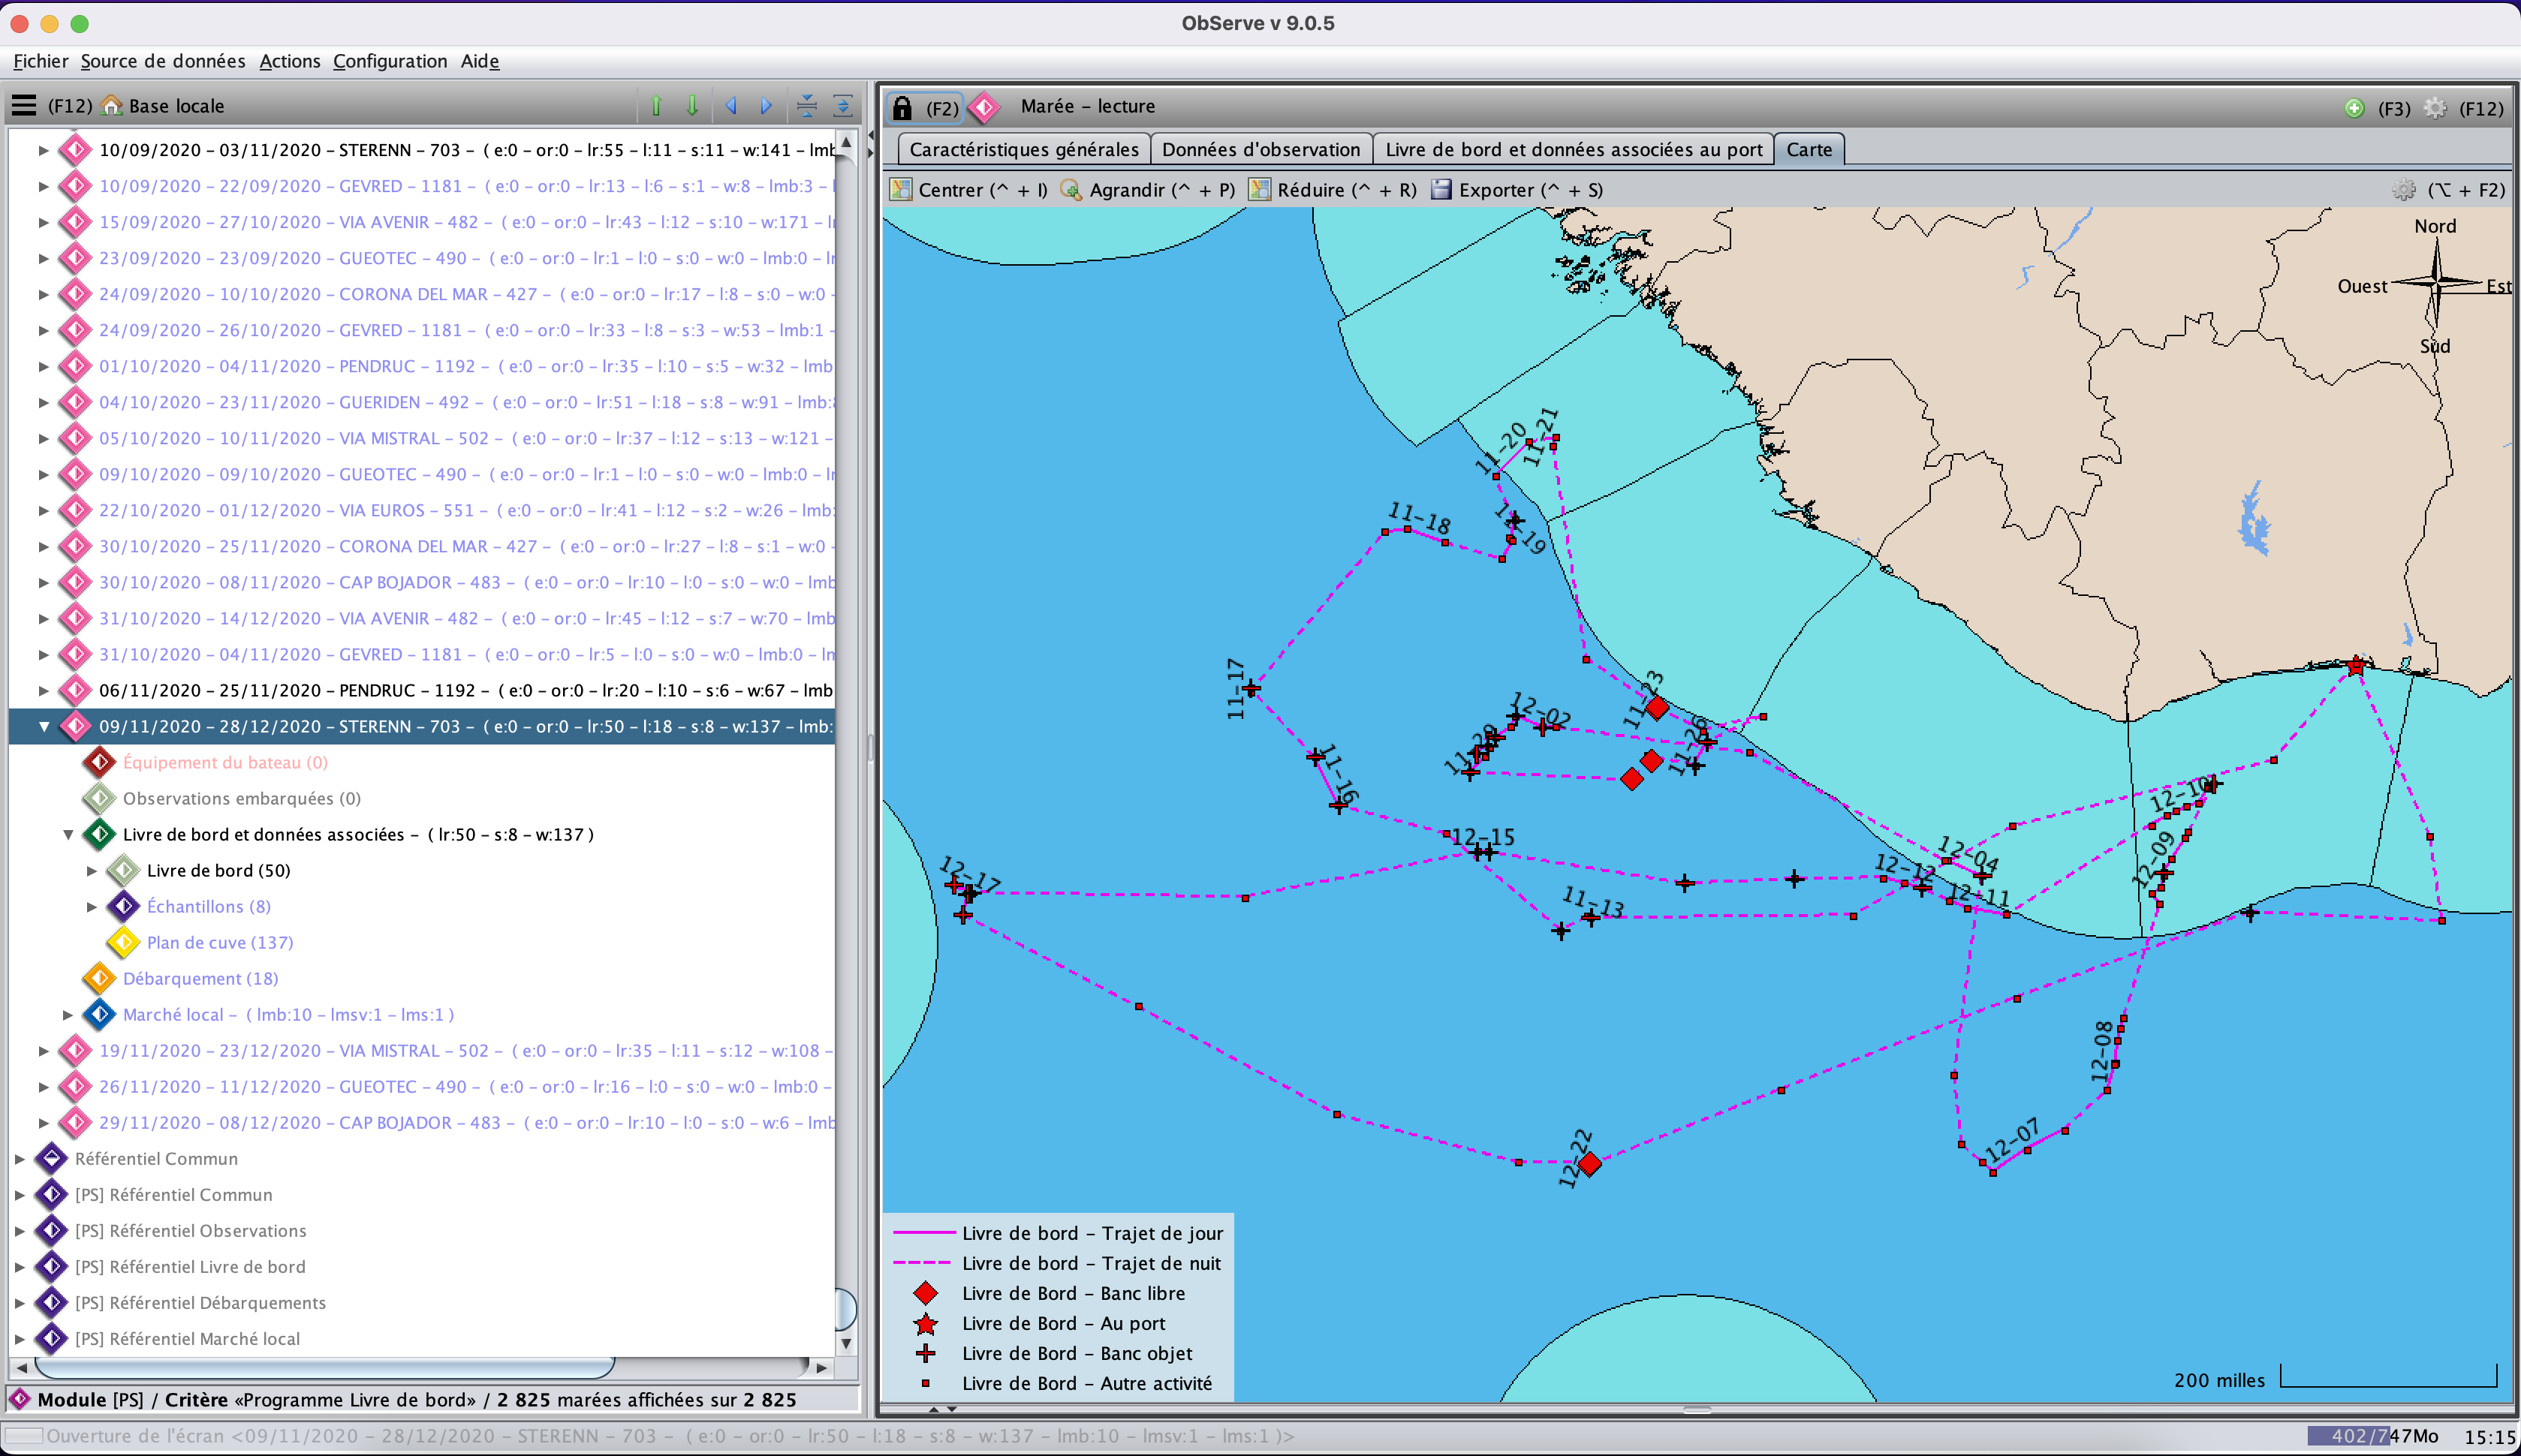 ObServe v 9.0.5
Fichier Source de données Actions Configuration Aide
(F12) Base locale
10/09/2020 – 03/11/2020 – STERENN – 703 – ( e:0 – or:0 – lr:55 – l:11 – s:11 – w:141 – lmb
10/09/2020 – 22/09/2020 – GEVRED – 1181 – ( e:0 – or:0 – lr:13 – l:6 – s:1 – w:8 – lmb:3 –
15/09/2020 – 27/10/2020 – VIA AVENIR – 482 – ( e:0 – or:0 – lr:43 – l:12 – s:10 – w:171 – l
23/09/2020 – 23/09/2020 – GUEOTEC – 490 – ( e:0 – or:0 – lr:1 – l:0 – s:0 – w:0 – lmb:0 – l
24/09/2020 – 10/10/2020 – CORONA DEL MAR – 427 – ( e:0 – or:0 – lr:17 – l:8 – s:0 – w:0 –
24/09/2020 – 26/10/2020 – GEVRED – 1181 – ( e:0 – or:0 – lr:33 – l:8 – s:3 – w:53 – lmb:1 –
01/10/2020 – 04/11/2020 – PENDRUC – 1192 – ( e:0 – or:0 – lr:35 – l:10 – s:5 – w:32 – lmb
04/10/2020 – 23/11/2020 – GUERIDEN – 492 – ( e:0 – or:0 – lr:51 – l:18 – s:8 – w:91 – lmb:
05/10/2020 – 10/11/2020 – VIA MISTRAL – 502 – ( e:0 – or:0 – lr:37 – l:12 – s:13 – w:121 –
09/10/2020 – 09/10/2020 – GUEOTEC – 490 – ( e:0 – or:0 – lr:1 – l:0 – s:0 – w:0 – lmb:0 – l
22/10/2020 – 01/12/2020 – VIA EUROS – 551 – ( e:0 – or:0 – lr:41 – l:12 – s:2 – w:26 – lmb:
30/10/2020 – 25/11/2020 – CORONA DEL MAR – 427 – ( e:0 – or:0 – lr:27 – l:8 – s:1 – w:0 –
30/10/2020 – 08/11/2020 – CAP BOJADOR – 483 – ( e:0 – or:0 – lr:10 – l:0 – s:0 – w:0 – lmb
31/10/2020 – 14/12/2020 – VIA AVENIR – 482 – ( e:0 – or:0 – lr:45 – l:12 – s:7 – w:70 – lmb
31/10/2020 – 04/11/2020 – GEVRED – 1181 – ( e:0 – or:0 – lr:5 – l:0 – s:0 – w:0 – lmb:0 – lm
06/11/2020 – 25/11/2020 – PENDRUC – 1192 – ( e:0 – or:0 – lr:20 – l:10 – s:6 – w:67 – lmb
09/11/2020 – 28/12/2020 – STERENN – 703 – ( e:0 – or:0 – lr:50 – l:18 – s:8 – w:137 – lmb:
Équipement du bateau (0)
Observations embarquées (0)
Livre de bord et données associées – ( lr:50 – s:8 – w:137 )
Livre de bord (50)
Échantillons (8)
Plan de cuve (137)
Débarquement (18)
Marché local – ( lmb:10 – lmsv:1 – lms:1 )
19/11/2020 – 23/12/2020 – VIA MISTRAL – 502 – ( e:0 – or:0 – lr:35 – l:11 – s:12 – w:108 –
26/11/2020 – 11/12/2020 – GUEOTEC – 490 – ( e:0 – or:0 – lr:16 – l:0 – s:0 – w:0 – lmb:0 –
29/11/2020 – 08/12/2020 – CAP BOJADOR – 483 – ( e:0 – or:0 – lr:10 – l:0 – s:0 – w:6 – lmb
Référentiel Commun
[PS] Référentiel Commun
[PS] Référentiel Observations
[PS] Référentiel Livre de bord
[PS] Référentiel Débarquements
[PS] Référentiel Marché local
Module [PS] / Critère «Programme Livre de bord» / 2 825 marées affichées sur 2 825
(F2) Marée – lecture (F3) (F12)
Caractéristiques générales Données d'observation Livre de bord et données associées au port Carte
Centrer (^ + I) Agrandir (^ + P) Réduire (^ + R) Exporter (^ + S) (⌥ + F2)
Nord
Ouest Est
Sud
11–21
11–20
11–18
11–19
11–17
11–23
12–02
11–26
11–16
12–10
12–15
12–04
12–09
12–17
12–12
12–11
11–13
12–08
12–07
12–22
Livre de bord – Trajet de jour
Livre de bord – Trajet de nuit
Livre de Bord – Banc libre
Livre de Bord – Au port
Livre de Bord – Banc objet
Livre de Bord – Autre activité
200 milles
Ouverture de l'écran <09/11/2020 – 28/12/2020 – STERENN – 703 – ( e:0 – or:0 – lr:50 – l:18 – s:8 – w:137 – lmb:10 – lmsv:1 – lms:1 )>
402/747Mo 15:15